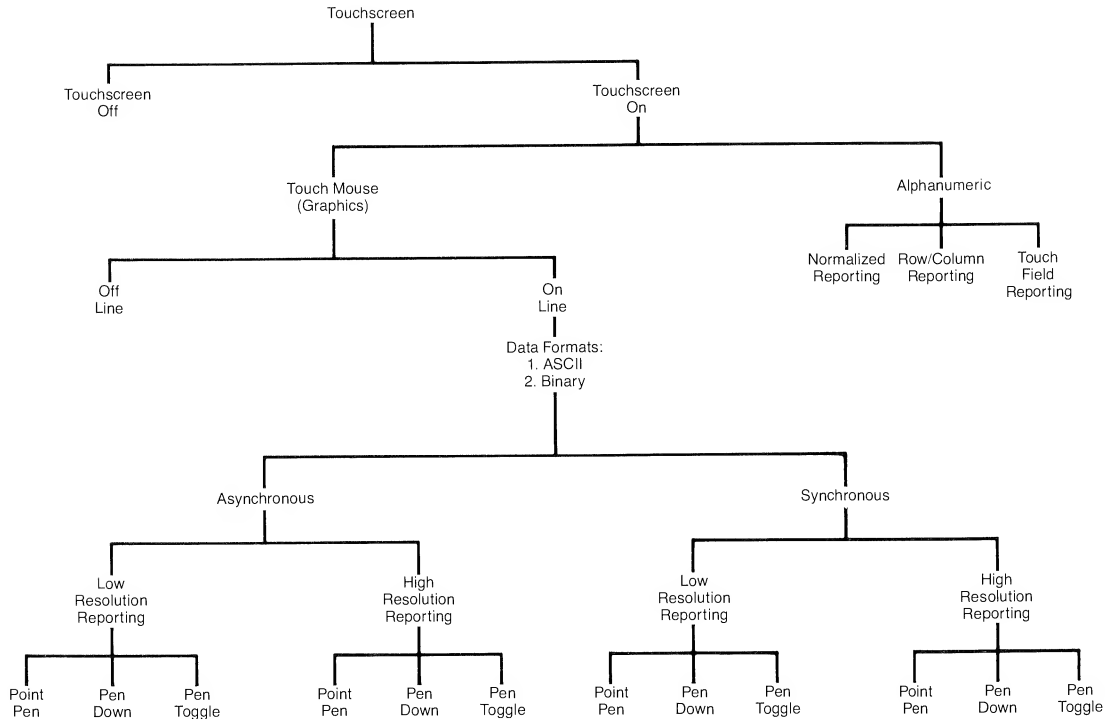 Touchscreen
Touchscreen
Off
Touchscreen
On
Touch Mouse
(Graphics)
Alphanumeric
Normalized
Reporting
Row/Column
Reporting
Touch
Field
Reporting
Off
Line
On
Line
Data Formats:
1. ASCII
2. Binary
Asynchronous
Synchronous
Low
Resolution
Reporting
High
Resolution
Reporting
Low
Resolution
Reporting
High
Resolution
Reporting
Point
Pen
Pen
Down
Pen
Toggle
Point
Pen
Pen
Down
Pen
Toggle
Point
Pen
Pen
Down
Pen
Toggle
Point
Pen
Pen
Down
Pen
Toggle